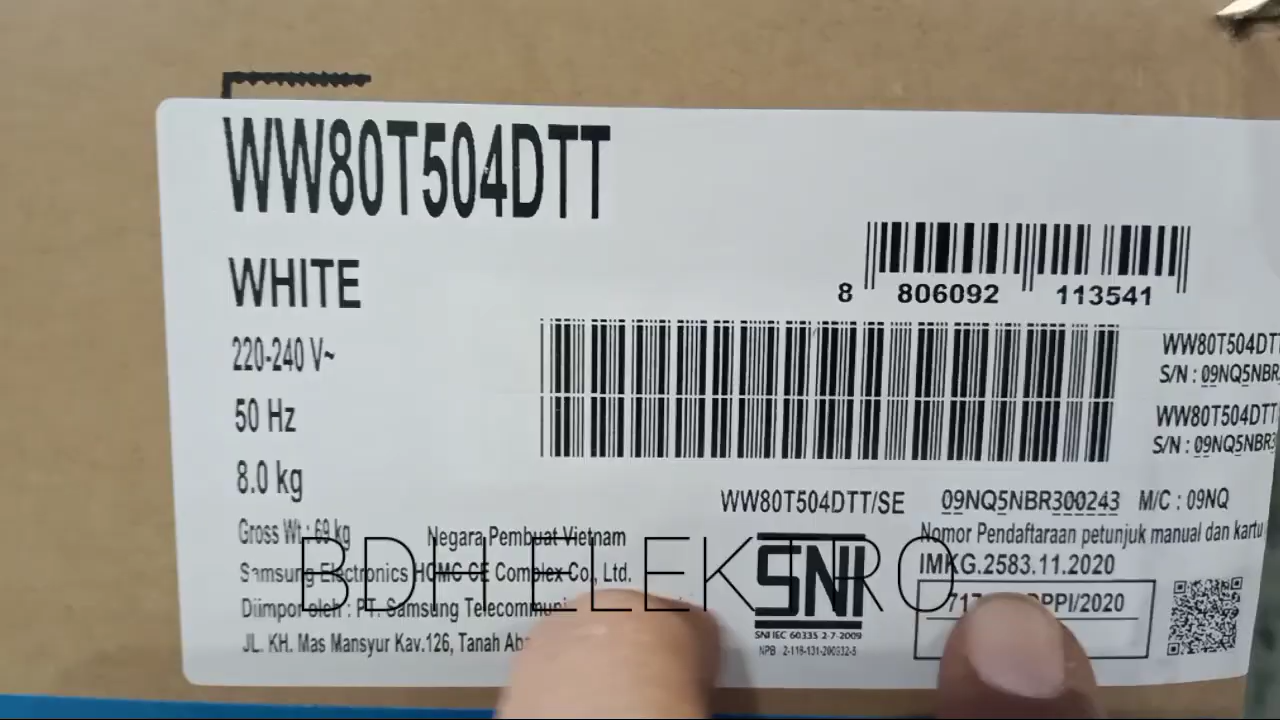 WW80T504DTT
WHITE
220-240 V~
50 Hz
8.0 kg
8 806092 113541
WW80T504DT
S/N : 09NQ5NBR
WW80T504DTT
S/N : 09NQ5NBR3
WW80T504DTT/SE 09NQ5NBR300243 M/C : 09NQ
Gross Wt : 69 kg Negara Pembuat Vietnam
Samsung Electronics HCMC CE Complex Co., Ltd.
Diimpor oleh : PT. Samsung Telecommuni
JL. KH. Mas Mansyur Kav.126, Tanah Aba
BDH ELEKTRO
SNI
SNI IEC 60335 2-7-2009
NPB
Nomor Pendaftaraan petunjuk manual dan kartu
IMKG.2583.11.2020
PPI/2020